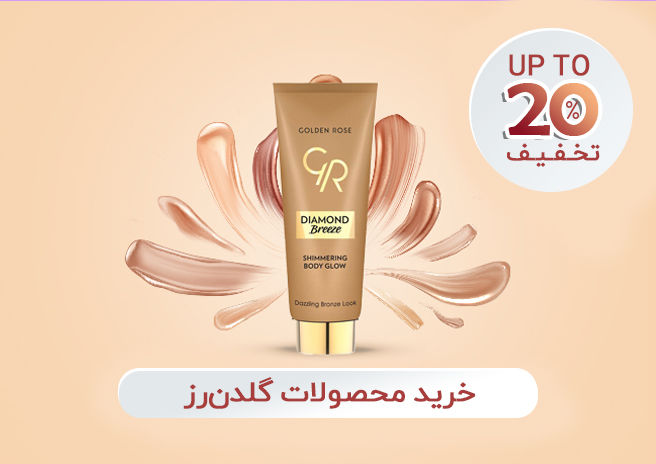 UP TO
20%
تخفیف
GOLDEN ROSE
GR
DIAMOND
Breeze
SHIMMERING
BODY GLOW
Dazzling Bronze Look
خرید محصولات گلدن‌رز